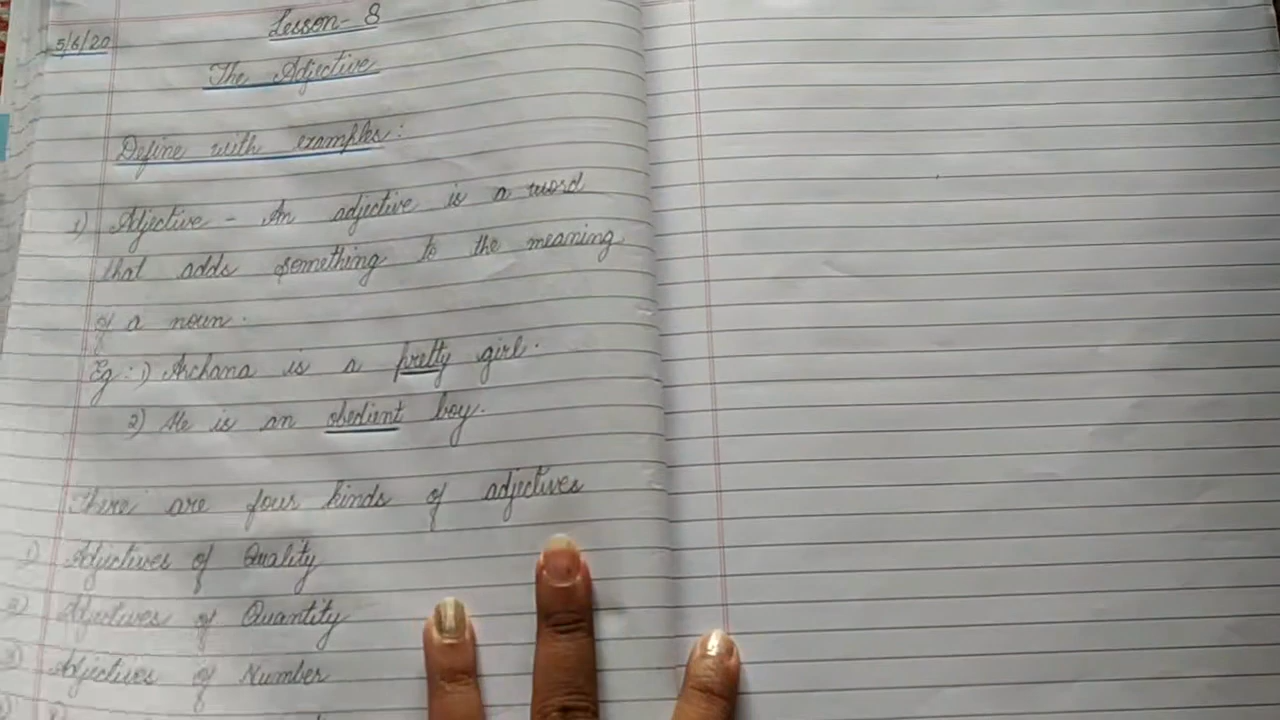 Lesson- 8
5/6/20
The Adjective
Define with examples:
1) Adjective - An adjective is a word
that adds something to the meaning
of a noun.
Eg:-1) Archana is a pretty girl.
2) He is an obedient boy.
There are four kinds of adjectives
1) Adjectives of Quality
2) Adjectives of Quantity
3) Adjectives of Number